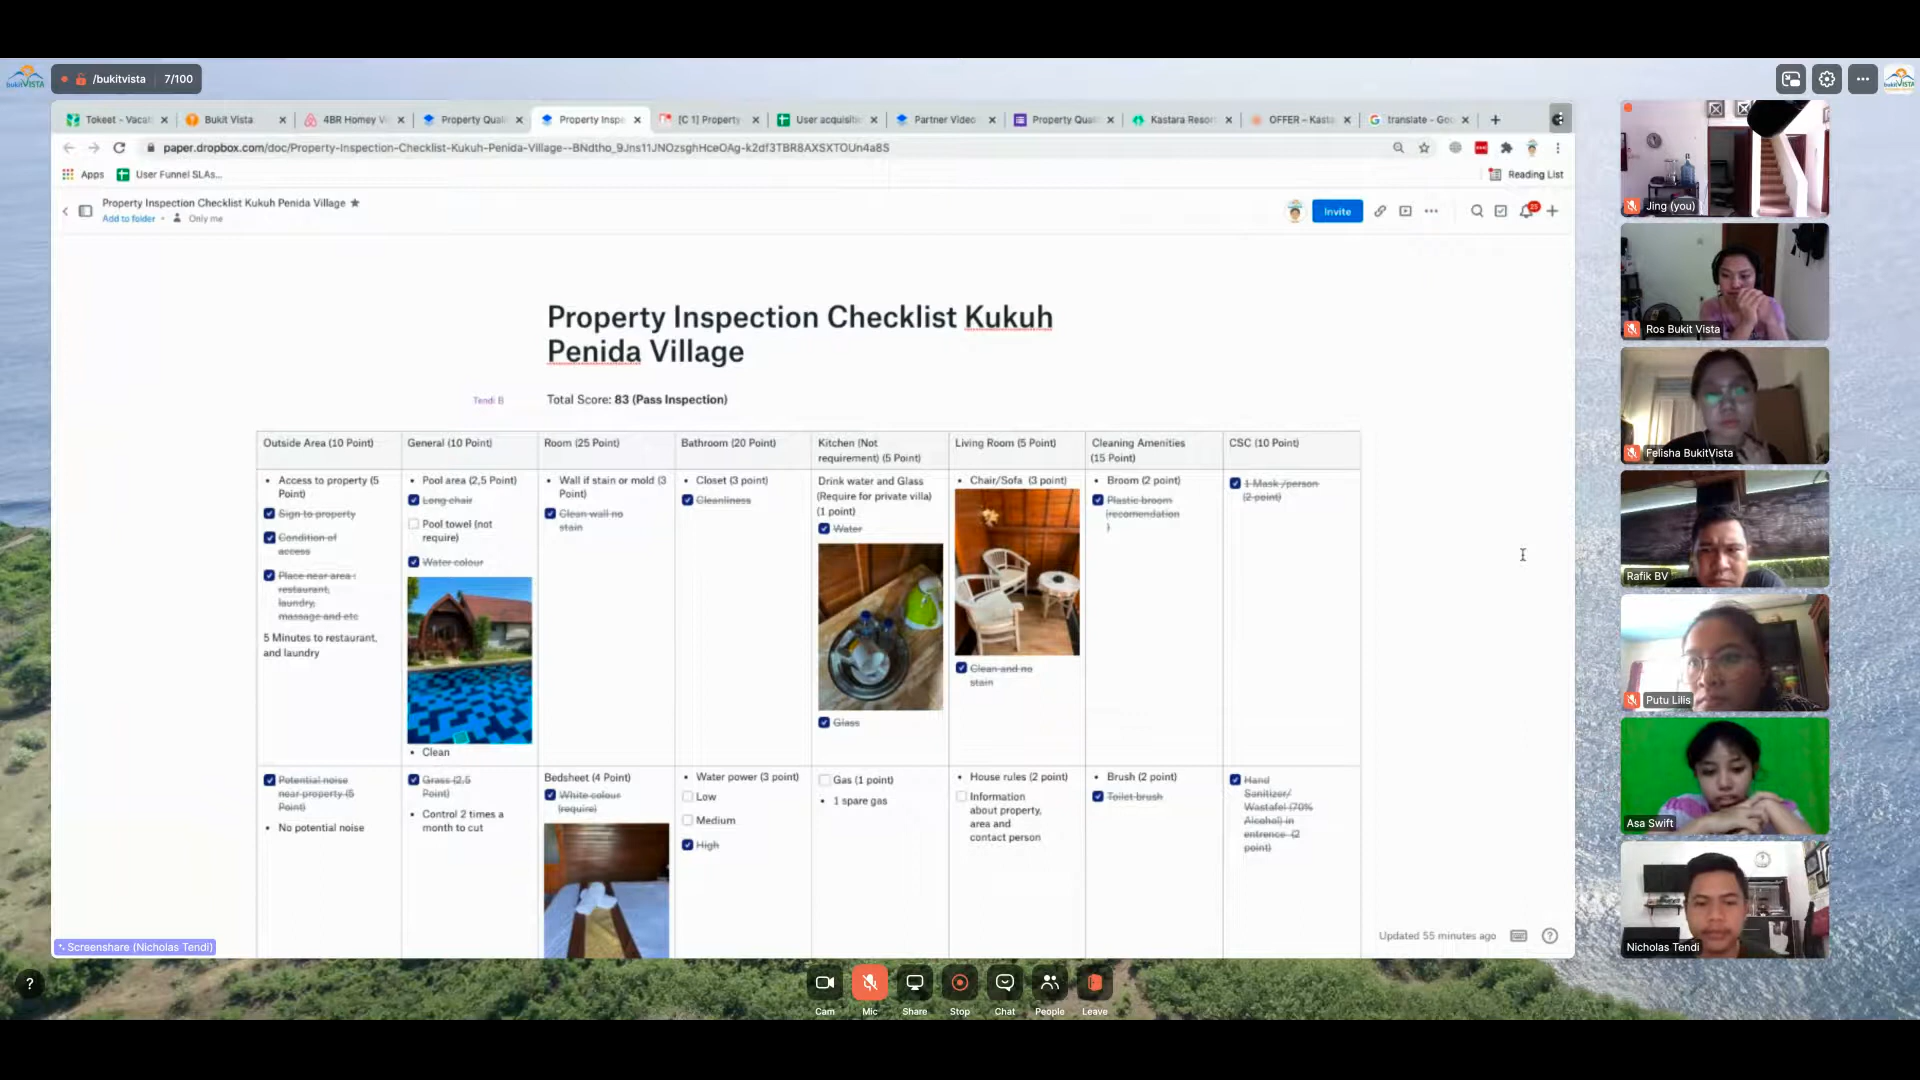 /bukitvista 7/100
Tokeet - Vacat
Bukit Vista
4BR Homey V
Property Quali
Property Inspe
[C 1] Property
User acquisiti
Partner Video
Property Qual
Kastara Resor
OFFER - Kasta
translate - Goo
paper.dropbox.com/doc/Property-Inspection-Checklist-Kukuh-Penida-Village--BNdtho_9Jns11JNOzsghHceOAg-k2df3TBR8AXSXTOUn4a8S
Apps
User Funnel SLAs...
Reading List
Property Inspection Checklist Kukuh Penida Village
Add to folder
Only me
Invite
25
Property Inspection Checklist Kukuh
Penida Village
Tendi B
Total Score: 83 (Pass Inspection)
Outside Area (10 Point)
General (10 Point)
Room (25 Point)
Bathroom (20 Point)
Kitchen (Not
requirement) (5 Point)
Living Room (5 Point)
Cleaning Amenities
(15 Point)
CSC (10 Point)
Access to property (5
Point)
Sign to property
Condition of
access
Place near area :
restaurant,
laundry,
massage and etc
5 Minutes to restaurant,
and laundry
Pool area (2,5 Point)
Long chair
Pool towel (not
require)
Water colour
Clean
Wall if stain or mold (3
Point)
Clean wall no
stain
Closet (3 point)
Cleanliness
Drink water and Glass
(Require for private villa)
(1 point)
Water
Glass
Chair/Sofa (3 point)
Clean and no
stain
Broom (2 point)
Plastic broom
(recomendation
)
1 Mask /person
(2 point)
Potential noise
near property (5
Point)
No potential noise
Grass (2,5
Point)
Control 2 times a
month to cut
Bedsheet (4 Point)
White colour
(require)
Water power (3 point)
Low
Medium
High
Gas (1 point)
1 spare gas
House rules (2 point)
Information
about property,
area and
contact person
Brush (2 point)
Toilet brush
Hand
Sanitizer/
Wastafel (70%
Alcohol) in
entrence (2
point)
Updated 55 minutes ago
Screenshare (Nicholas Tendi)
Jing (you)
Ros Bukit Vista
Felisha BukitVista
Rafik BV
Putu Lilis
Asa Swift
Nicholas Tendi
?
Cam
Mic
Share
Stop
Chat
People
Leave